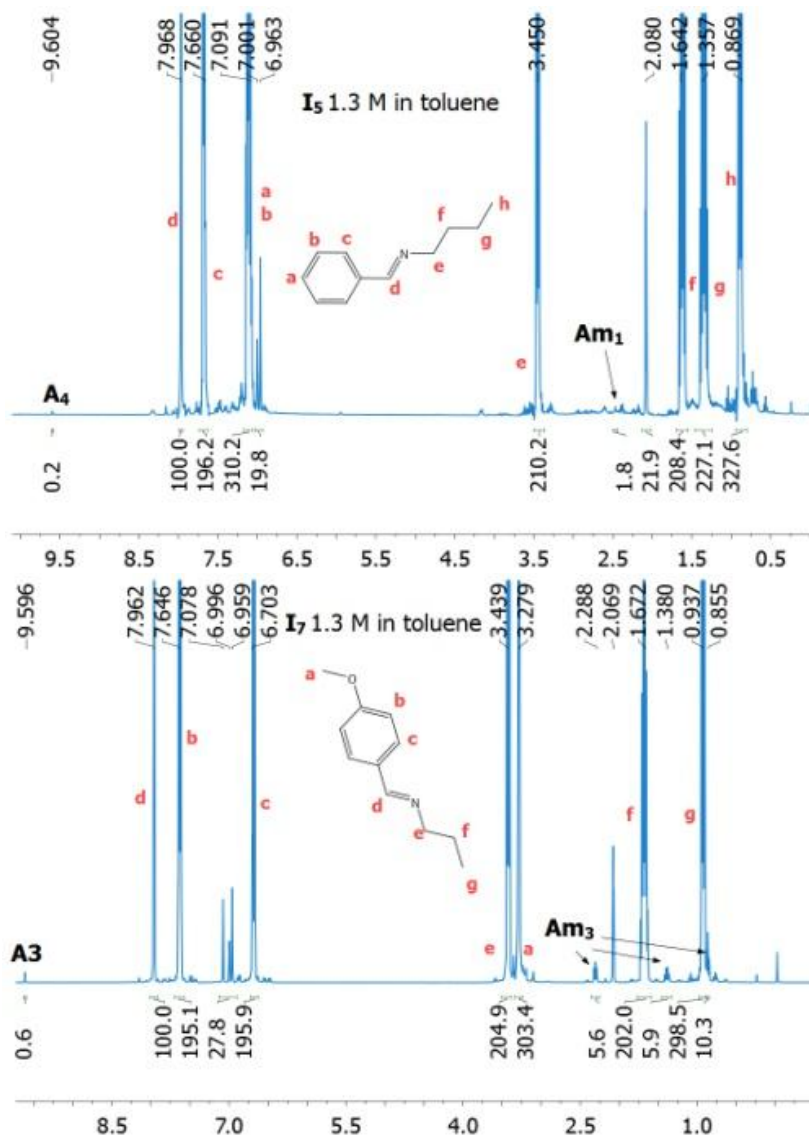 9.604
7.968
7.660
7.091
7.001
6.963
3.450
2.080
1.642
1.357
0.869
I5 1.3 M in toluene
a
b
h
d
c
b
c
a
N
d
e
f
g
h
e
Am1
f
g
A4
0.2
100.0
196.2
310.2
19.8
210.2
1.8
21.9
208.4
227.1
327.6
9.5 8.5 7.5 6.5 5.5 4.5 3.5 2.5 1.5 0.5
9.596
7.962
7.646
7.078
6.996
6.959
6.703
3.439
3.279
2.288
2.069
1.672
1.380
0.937
0.855
I7 1.3 M in toluene
a
O
b
c
d
N
e
f
g
b
d
c
f
g
Am3
A3
e
a
0.6
100.0
195.1
27.8
195.9
204.9
303.4
5.6
202.0
5.9
298.5
10.3
8.5 7.0 5.5 4.0 2.5 1.0